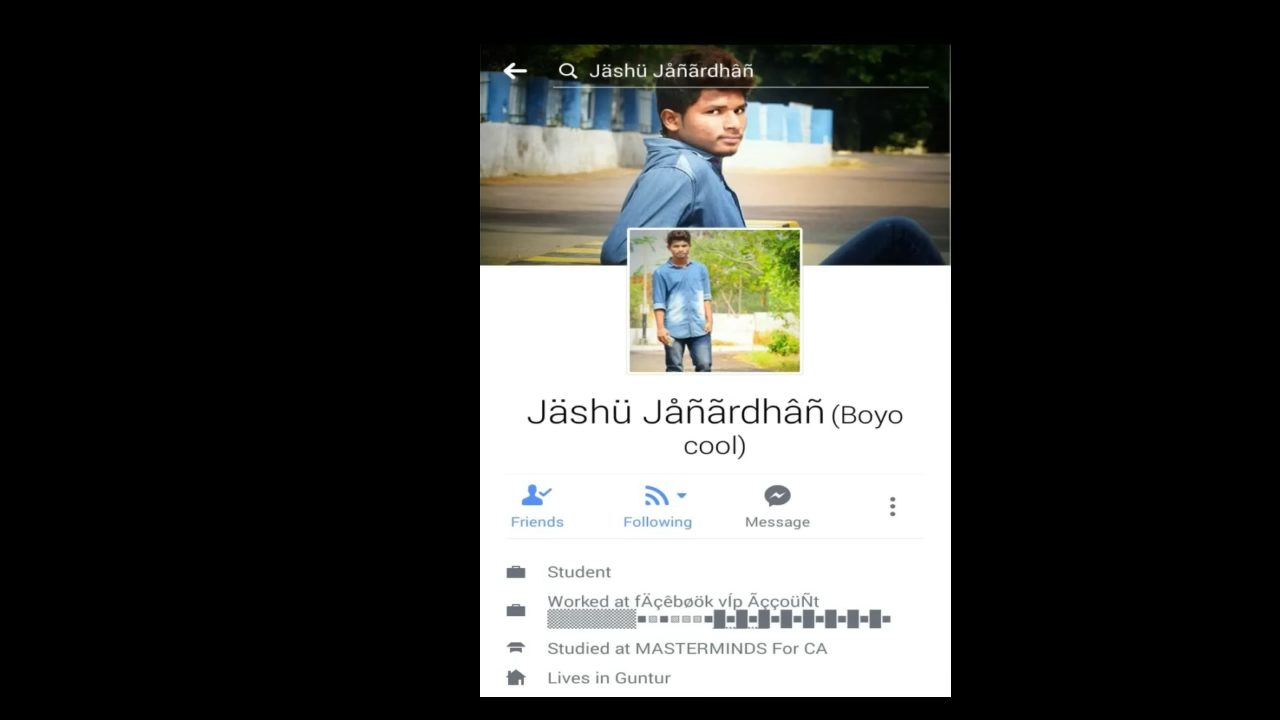 Jäshü Jåñãrdhâñ
Jäshü Jåñãrdhâñ (Boyo
cool)
Friends
Following
Message
Student
Worked at fÄçêbøök vÍp ÃççoüÑt
▒▒▒▒▒▒▒▒■□■□□□■█■█■█■█■█■█■█■█■
Studied at MASTERMINDS For CA
Lives in Guntur